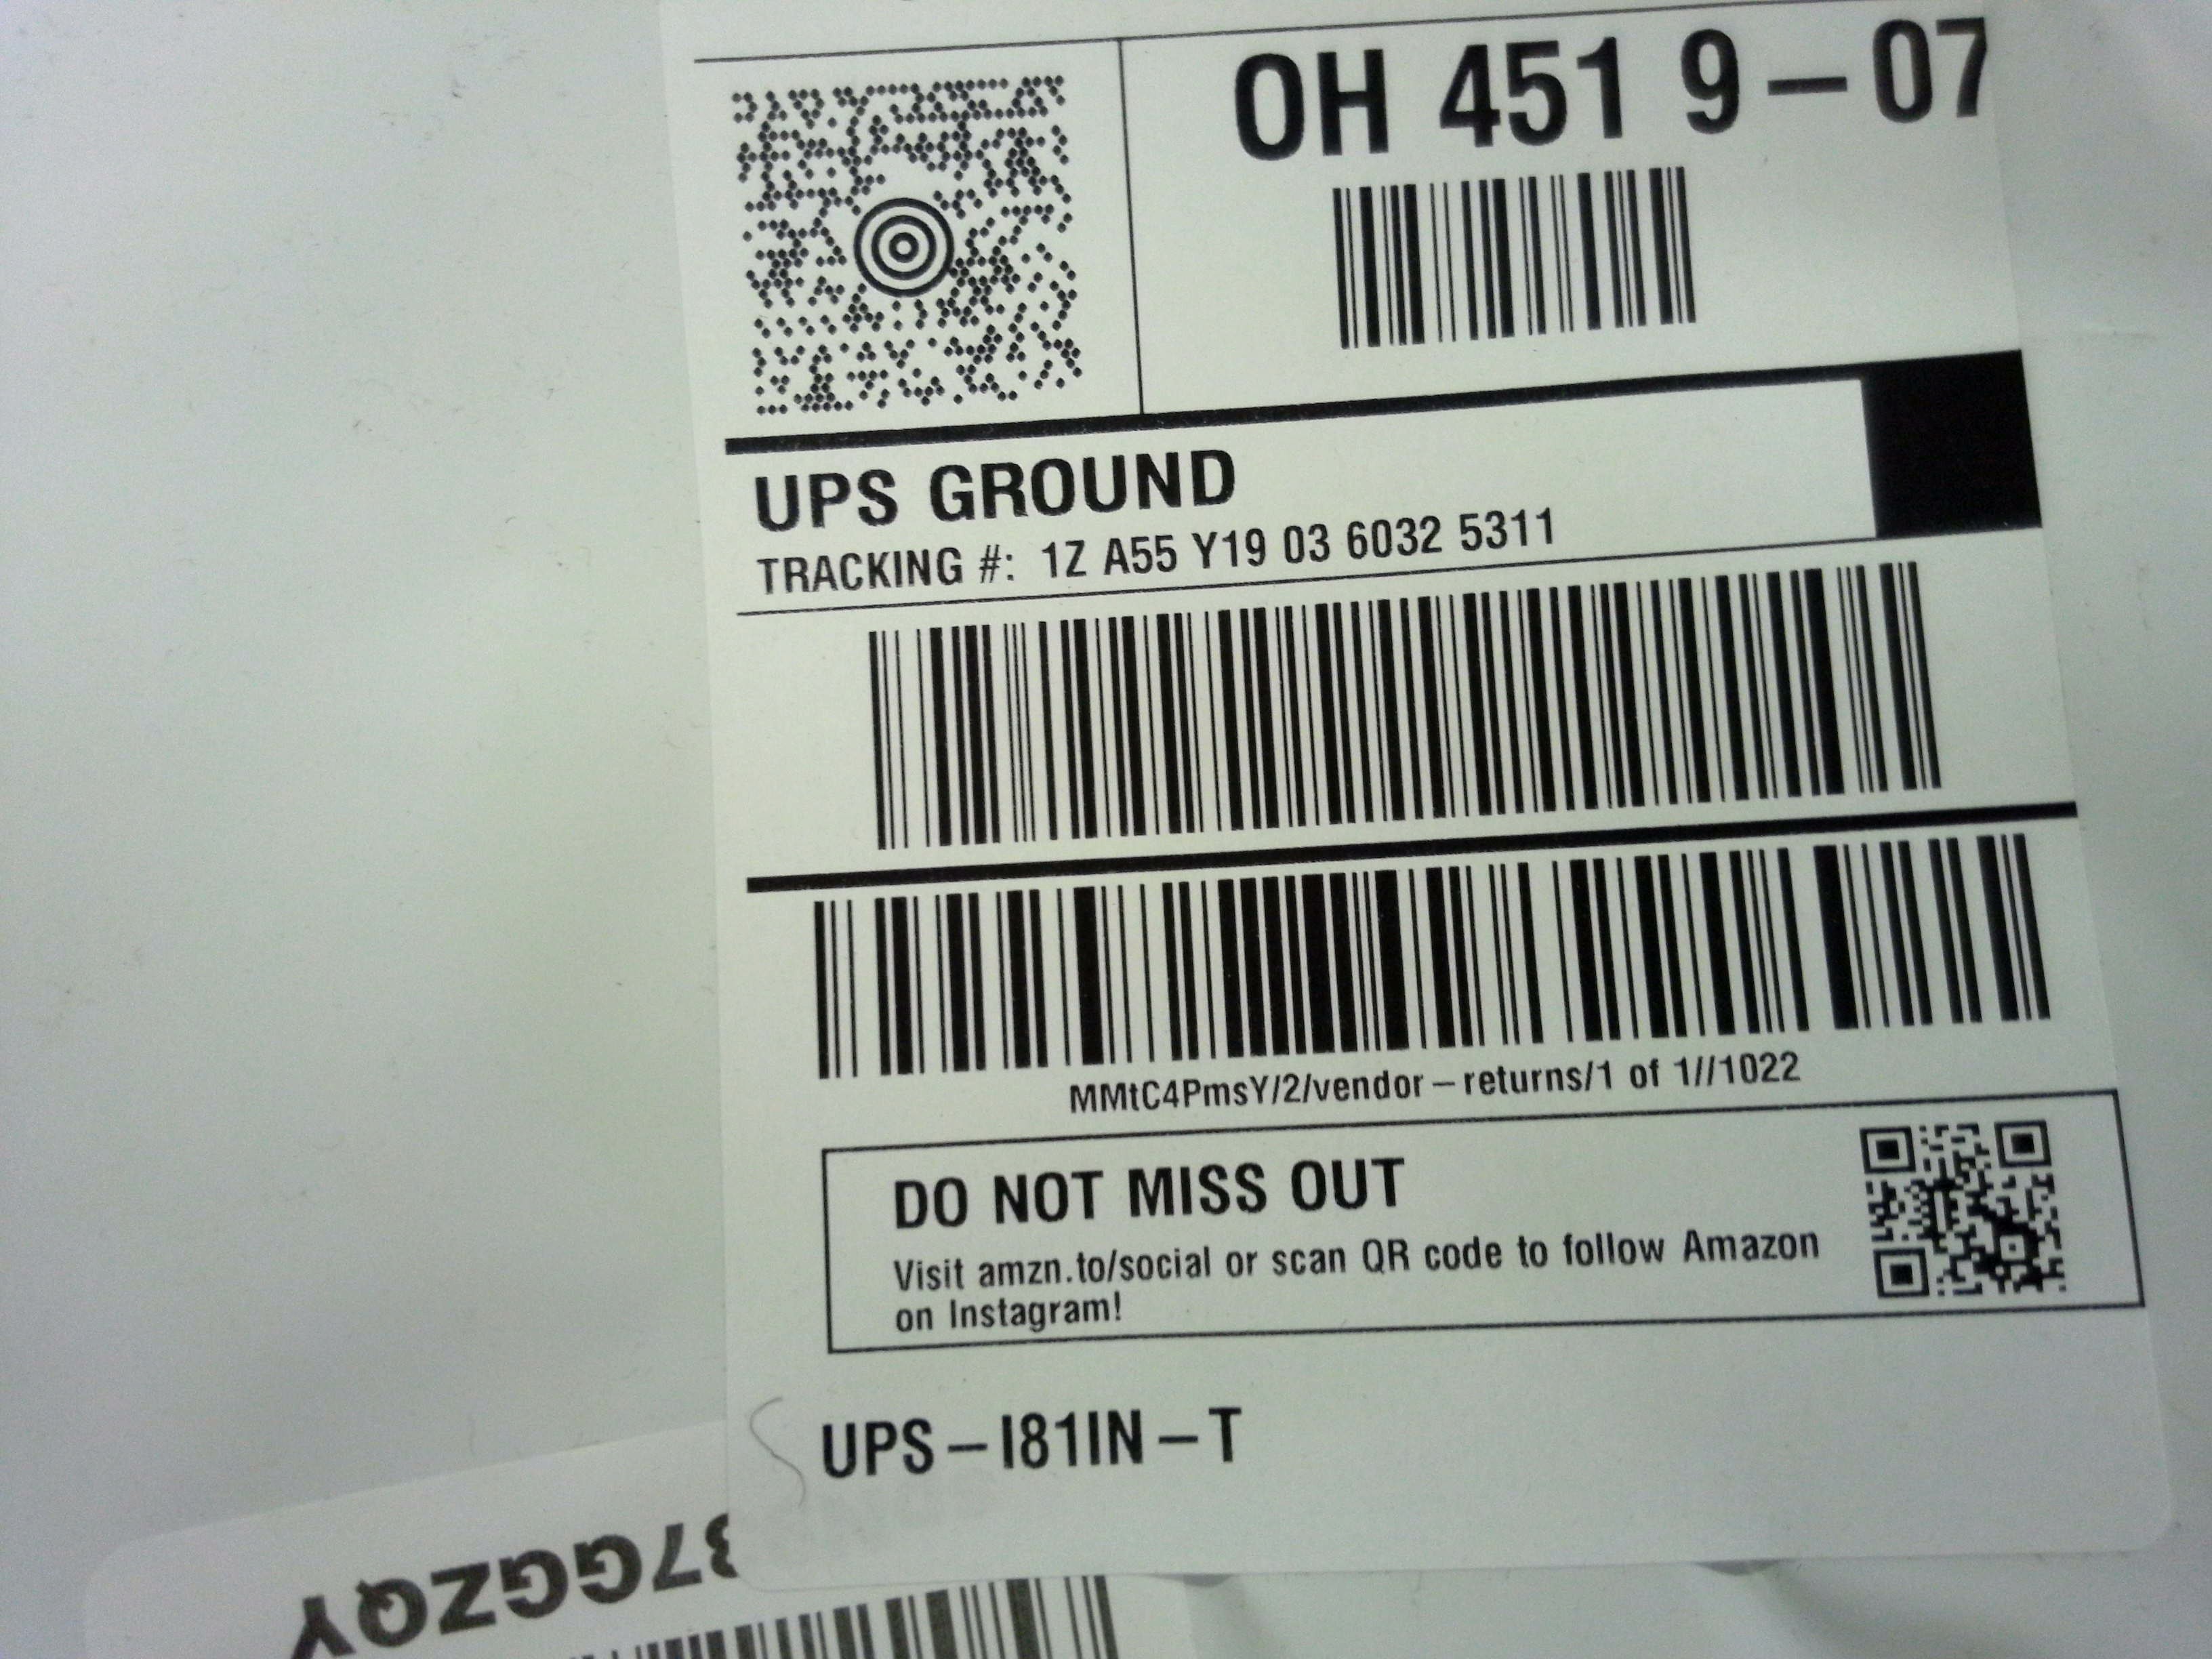 OH 451 9-07
UPS GROUND
TRACKING #: 1Z A55 Y19 03 6032 5311
MMtC4PmsY/2/vendor-returns/1 of 1//1022
DO NOT MISS OUT
Visit amzn.to/social or scan QR code to follow Amazon
on Instagram!
UPS-I81IN-T
37GGZQY